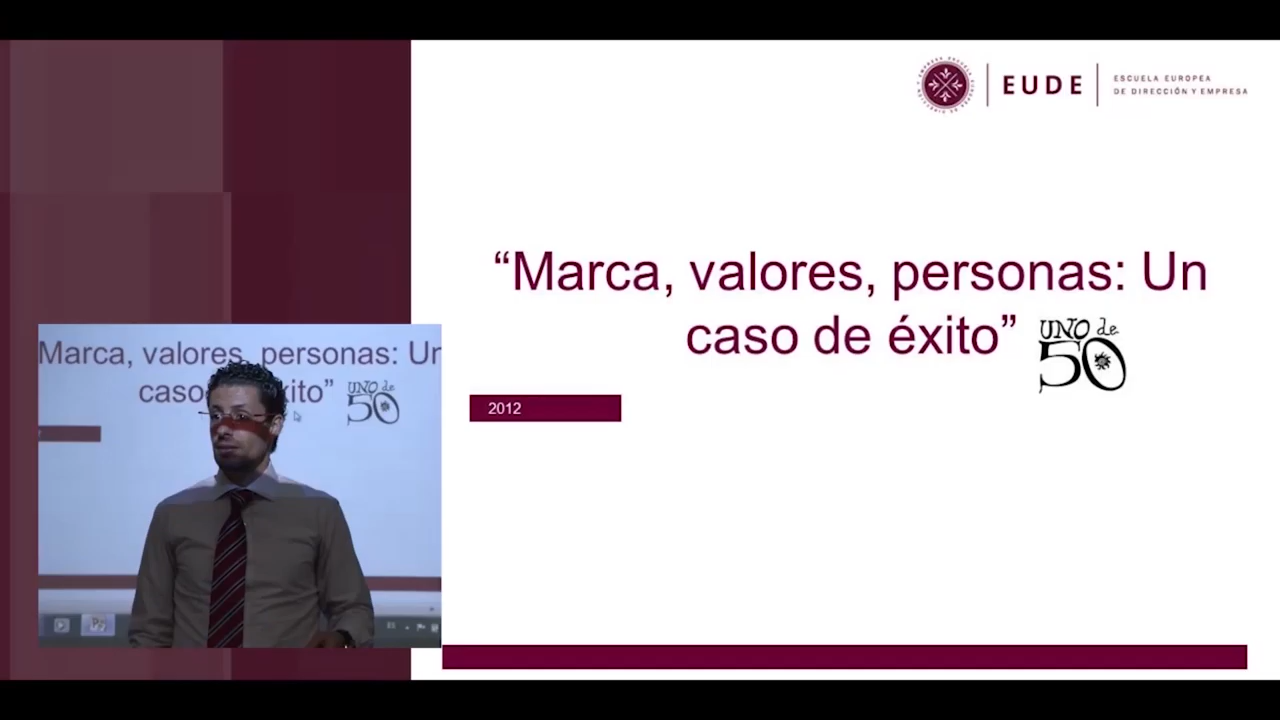 EUDE
ESCUELA EUROPEA
DE DIRECCIÓN Y EMPRESA
“Marca, valores, personas: Un
caso de éxito”
UNO de
50
2012
Marca, valores, personas: Un
caso xito”
UNO de
50